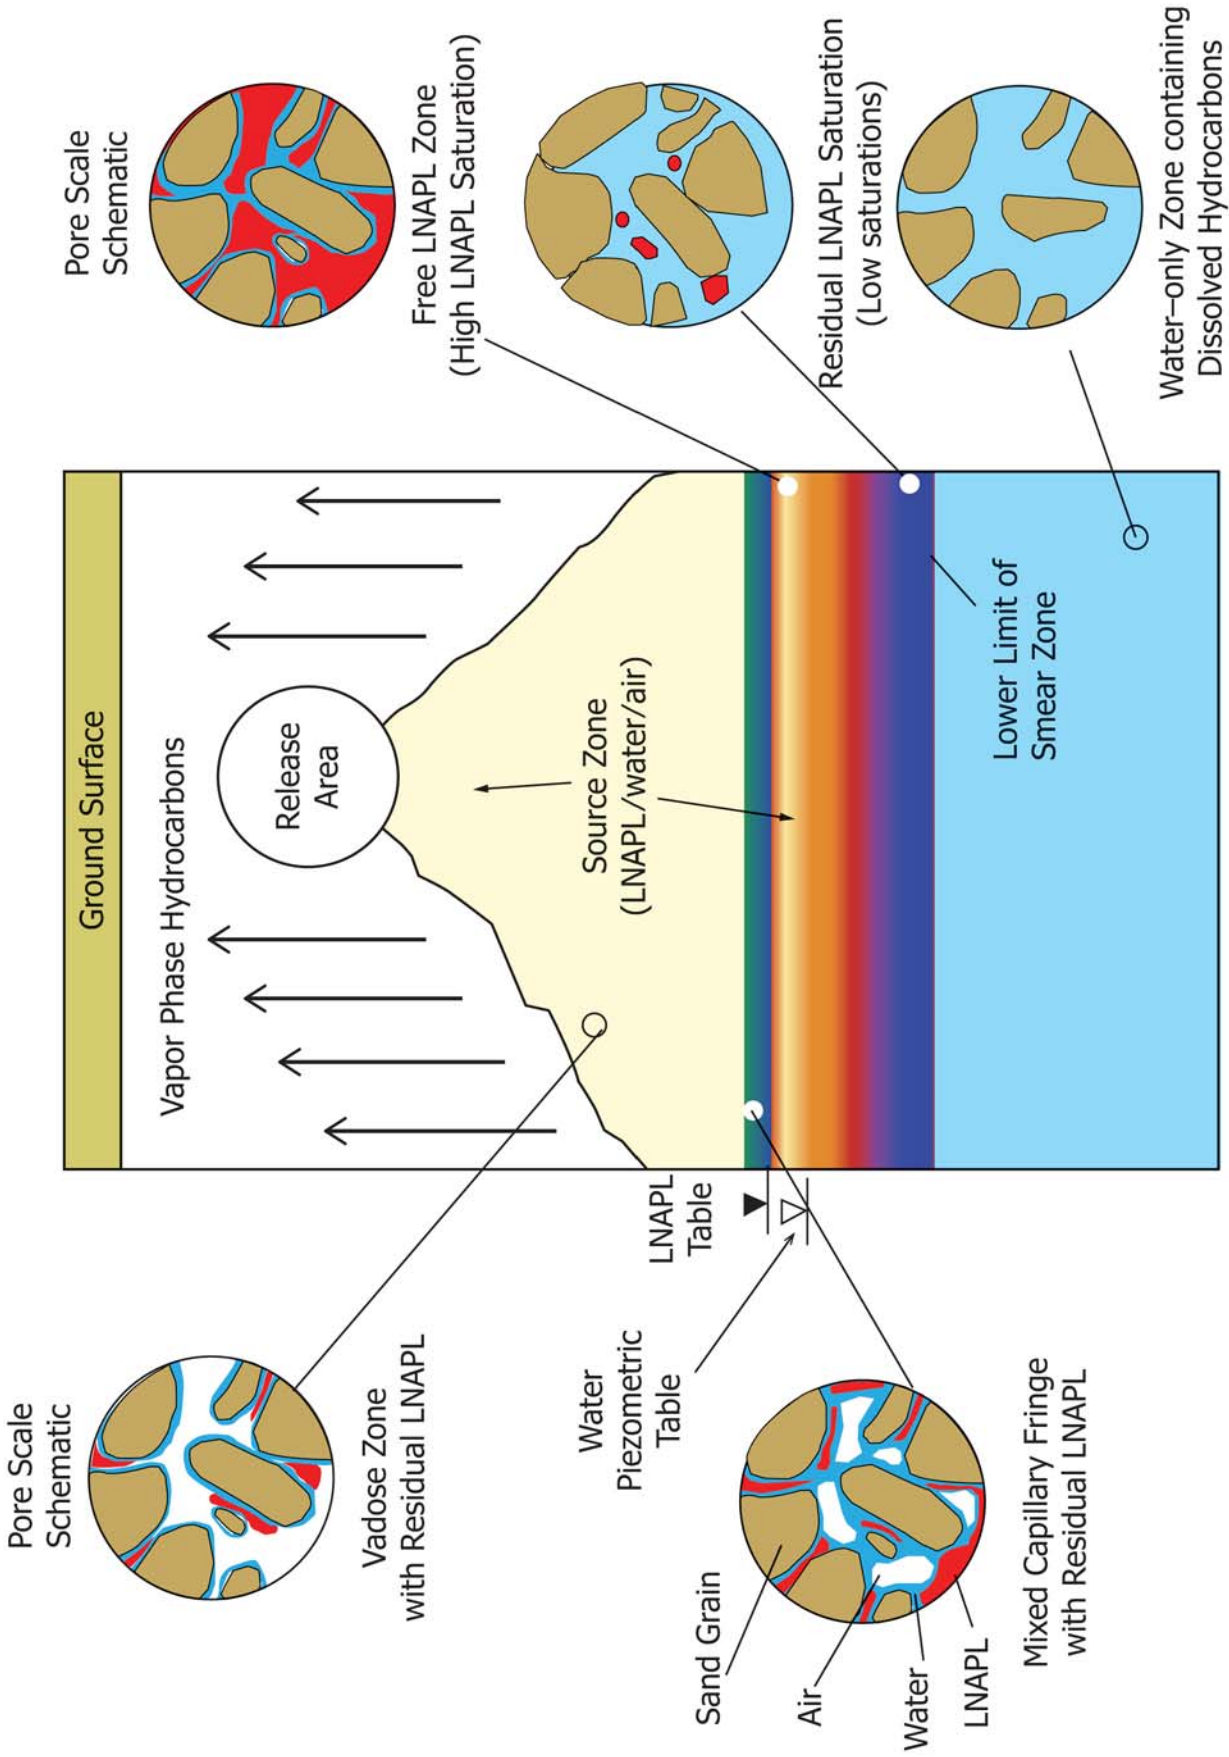 Pore Scale
Schematic
Vadose Zone
with Residual LNAPL
Sand Grain
Air
Water
LNAPL
Mixed Capillary Fringe
with Residual LNAPL
Water
Piezometric
Table
LNAPL
Table
Ground Surface
Vapor Phase Hydrocarbons
Release
Area
Source Zone
(LNAPL/water/air)
Lower Limit of
Smear Zone
Pore Scale
Schematic
Free LNAPL Zone
(High LNAPL Saturation)
Residual LNAPL Saturation
(Low saturations)
Water–only Zone containing
Dissolved Hydrocarbons